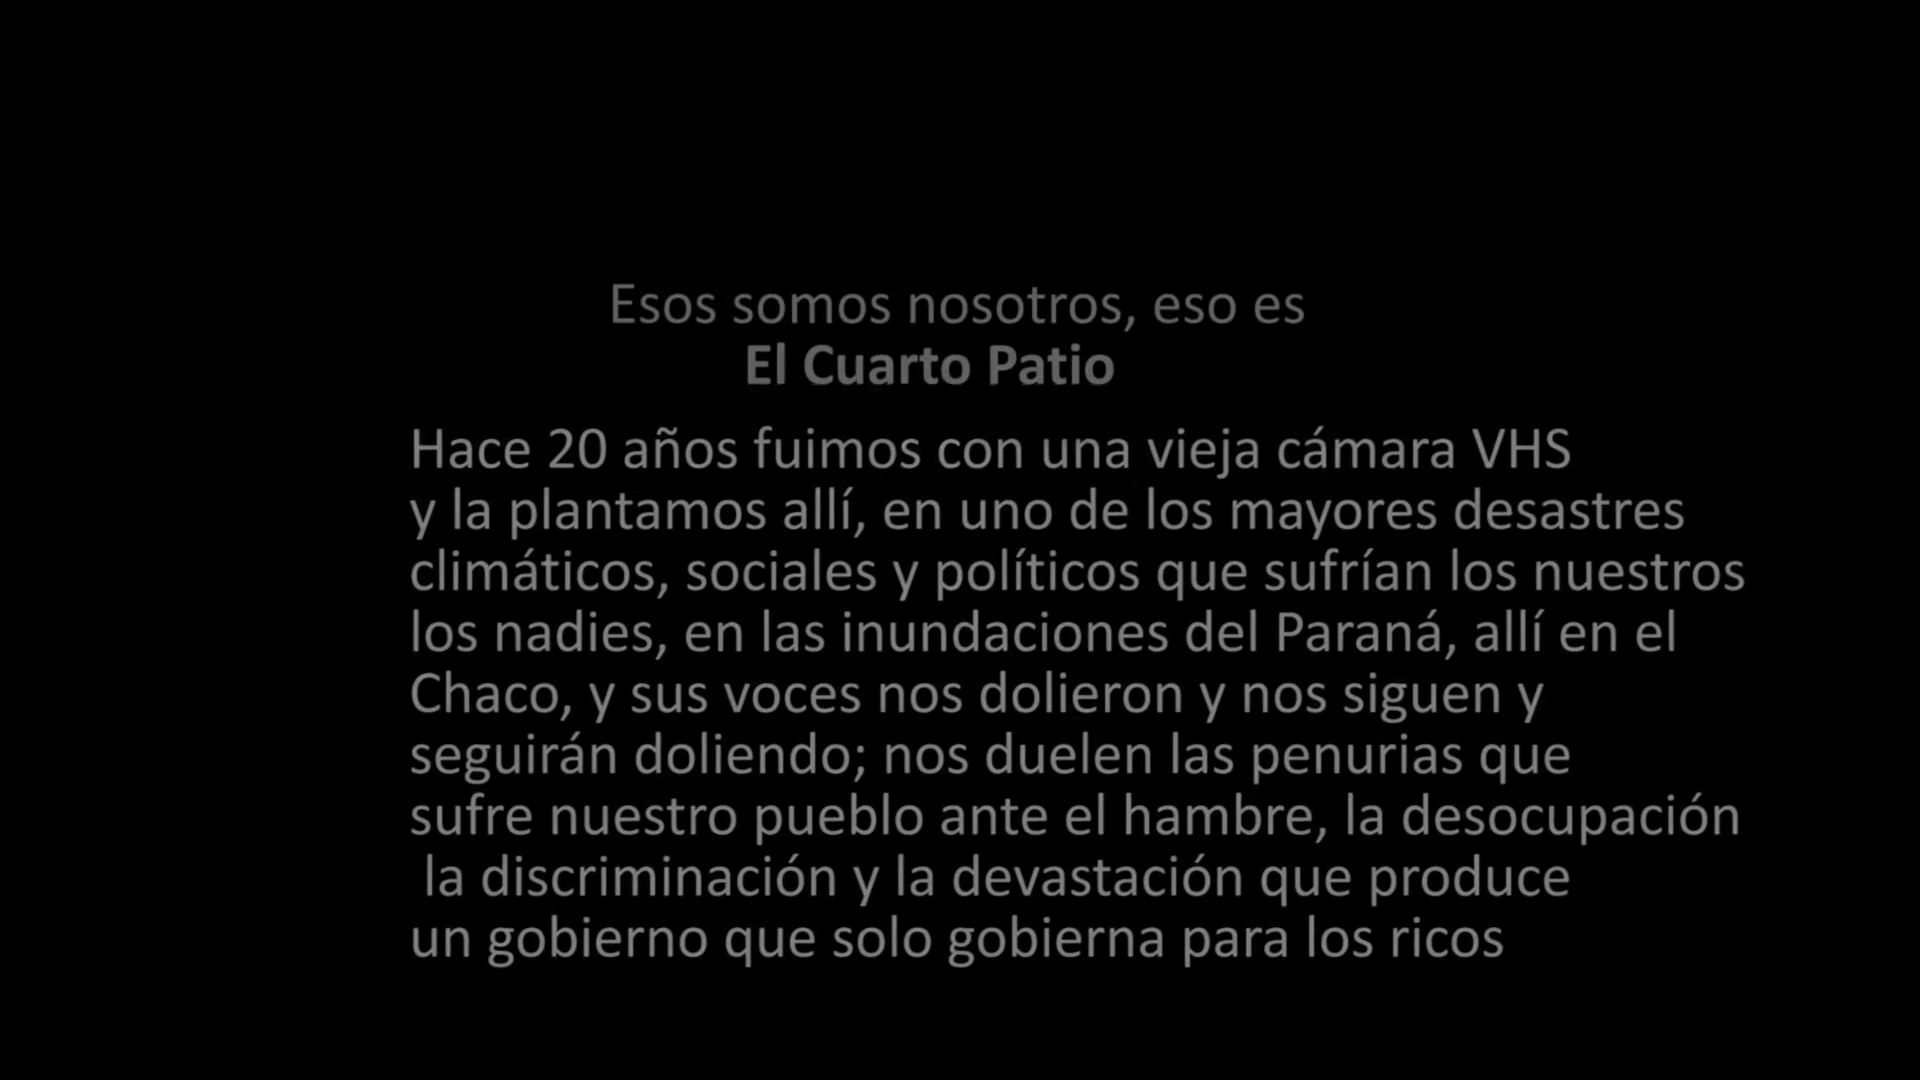 Esos somos nosotros, eso es
El Cuarto Patio
Hace 20 años fuimos con una vieja cámara VHS
y la plantamos allí, en uno de los mayores desastres
climáticos, sociales y políticos que sufrían los nuestros
los nadies, en las inundaciones del Paraná, allí en el
Chaco, y sus voces nos dolieron y nos siguen y
seguirán doliendo; nos duelen las penurias que
sufre nuestro pueblo ante el hambre, la desocupación
la discriminación y la devastación que produce
un gobierno que solo gobierna para los ricos